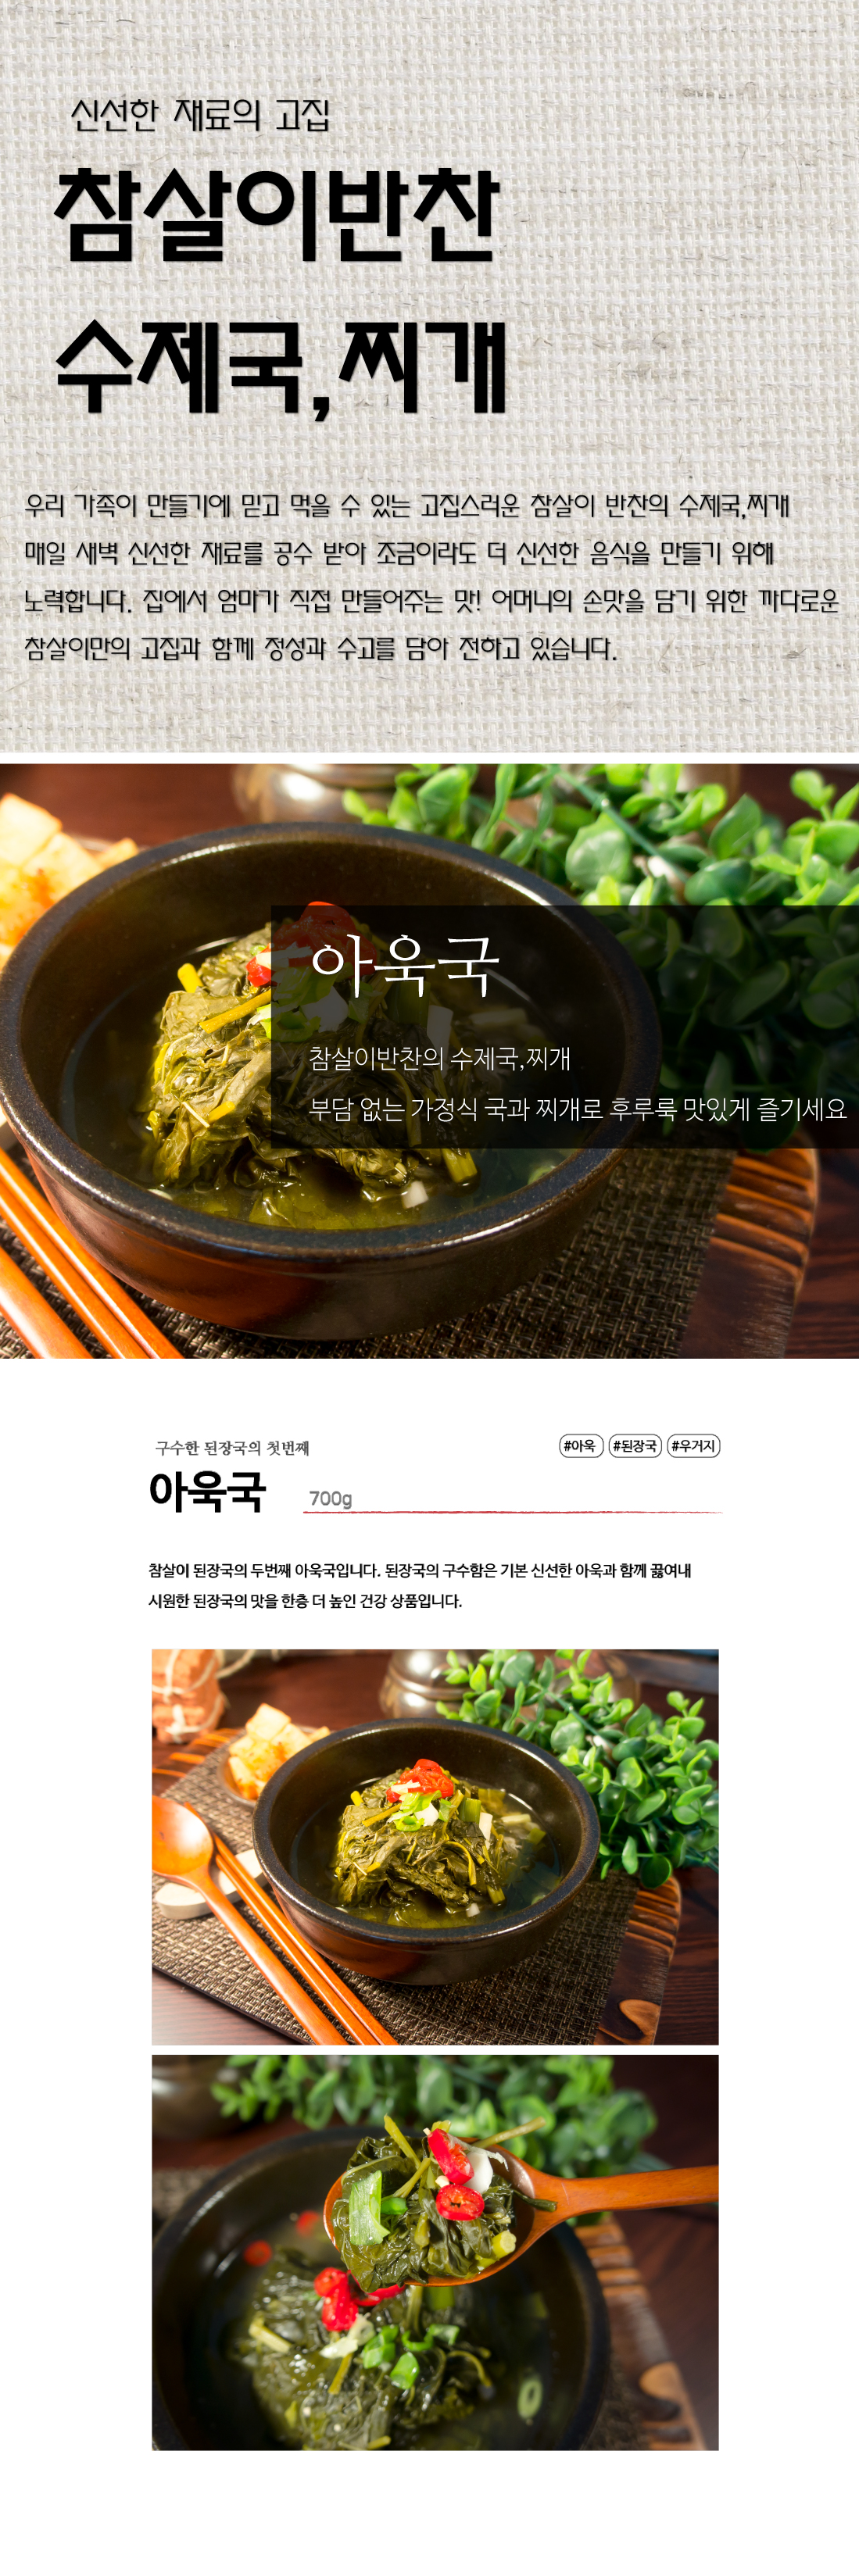 신선한 재료의 고집
참살이반찬
수제국,찌개
우리 가족이 만들기에 믿고 먹을 수 있는 고집스러운 참살이 반찬의 수제국,찌개
매일 새벽 신선한 재료를 공수 받아 조금이라도 더 신선한 음식을 만들기 위해
노력합니다. 집에서 엄마가 직접 만들어주는 맛! 어머니의 손맛을 담기 위한 까다로운
참살이만의 고집과 함께 정성과 수고를 담아 전하고 있습니다.
아욱국
참살이반찬의 수제국,찌개
부담 없는 가정식 국과 찌개로 후루룩 맛있게 즐기세요
구수한 된장국의 첫번째
#아욱 #된장국 #우거지
아욱국 700g
참살이 된장국의 두번째 아욱국입니다. 된장국의 구수함은 기본 신선한 아욱과 함께 끓여내
시원한 된장국의 맛을 한층 더 높인 건강 상품입니다.